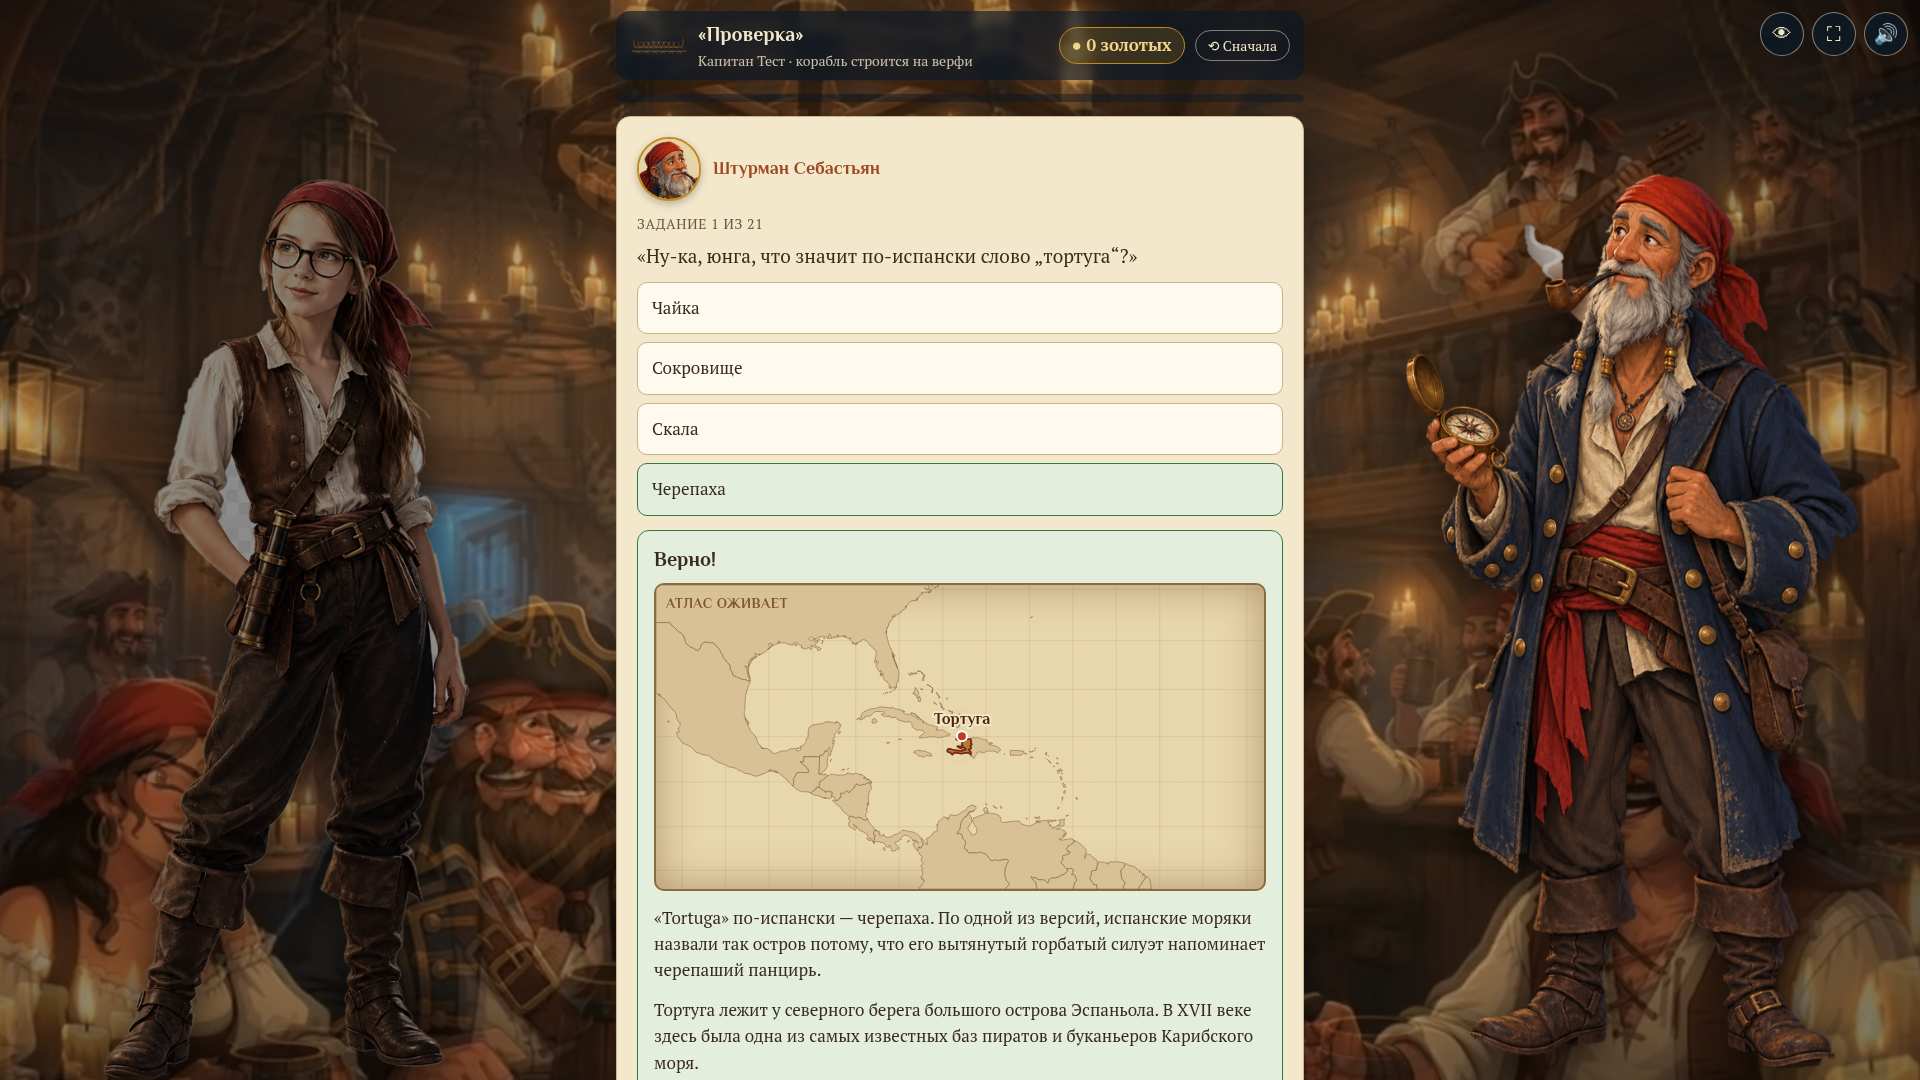 «Проверка»
Капитан Тест · корабль строится на верфи
● 0 золотых
⟲ Сначала
Штурман Себастьян
ЗАДАНИЕ 1 ИЗ 21
«Ну-ка, юнга, что значит по-испански слово „тортуга“?»
Чайка
Сокровище
Скала
Черепаха
Верно!
АТЛАС ОЖИВАЕТ
Тортуга
«Tortuga» по-испански — черепаха. По одной из версий, испанские моряки
назвали так остров потому, что его вытянутый горбатый силуэт напоминает
черепаший панцирь.
Тортуга лежит у северного берега большого острова Эспаньола. В XVII веке
здесь была одна из самых известных баз пиратов и буканьеров Карибского
моря.